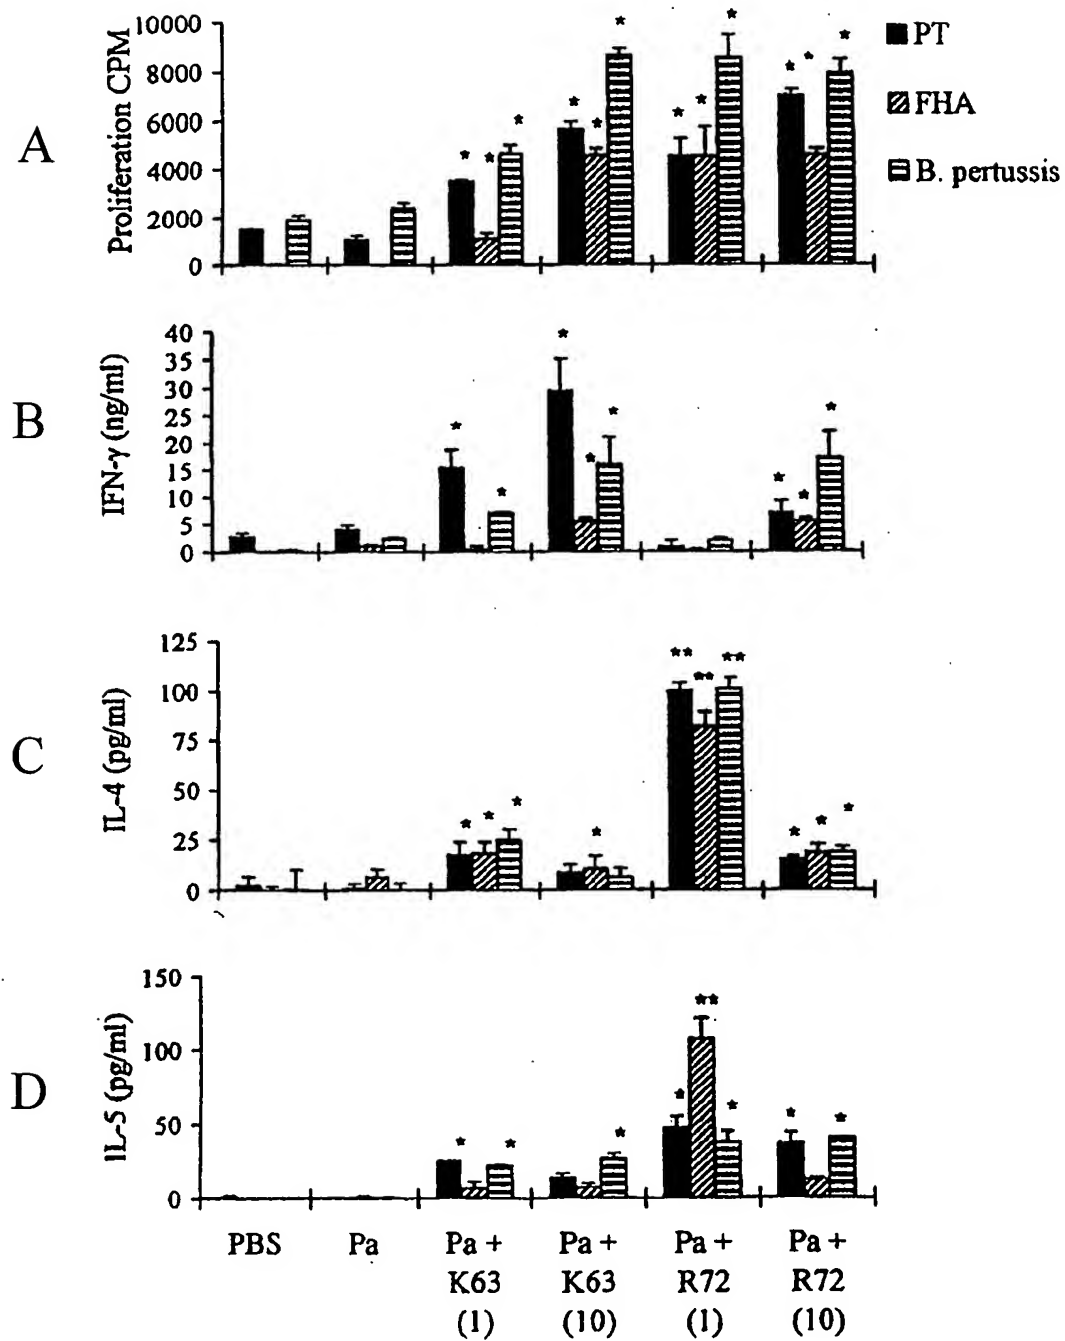 A
Proliferation CPM
10000
8000
6000
4000
2000
0
* * * * * * * * * * * *
PT
FHA
B. pertussis
B
IFN-γ (ng/ml)
40
35
30
25
20
15
10
5
0
* * * * * * * *
C
IL-4 (pg/ml)
125
100
75
50
25
0
* * * * ** ** ** * * *
D
IL-5 (pg/ml)
150
100
50
0
* * * * ** * * *
PBS
Pa
Pa +
K63
(1)
Pa +
K63
(10)
Pa +
R72
(1)
Pa +
R72
(10)